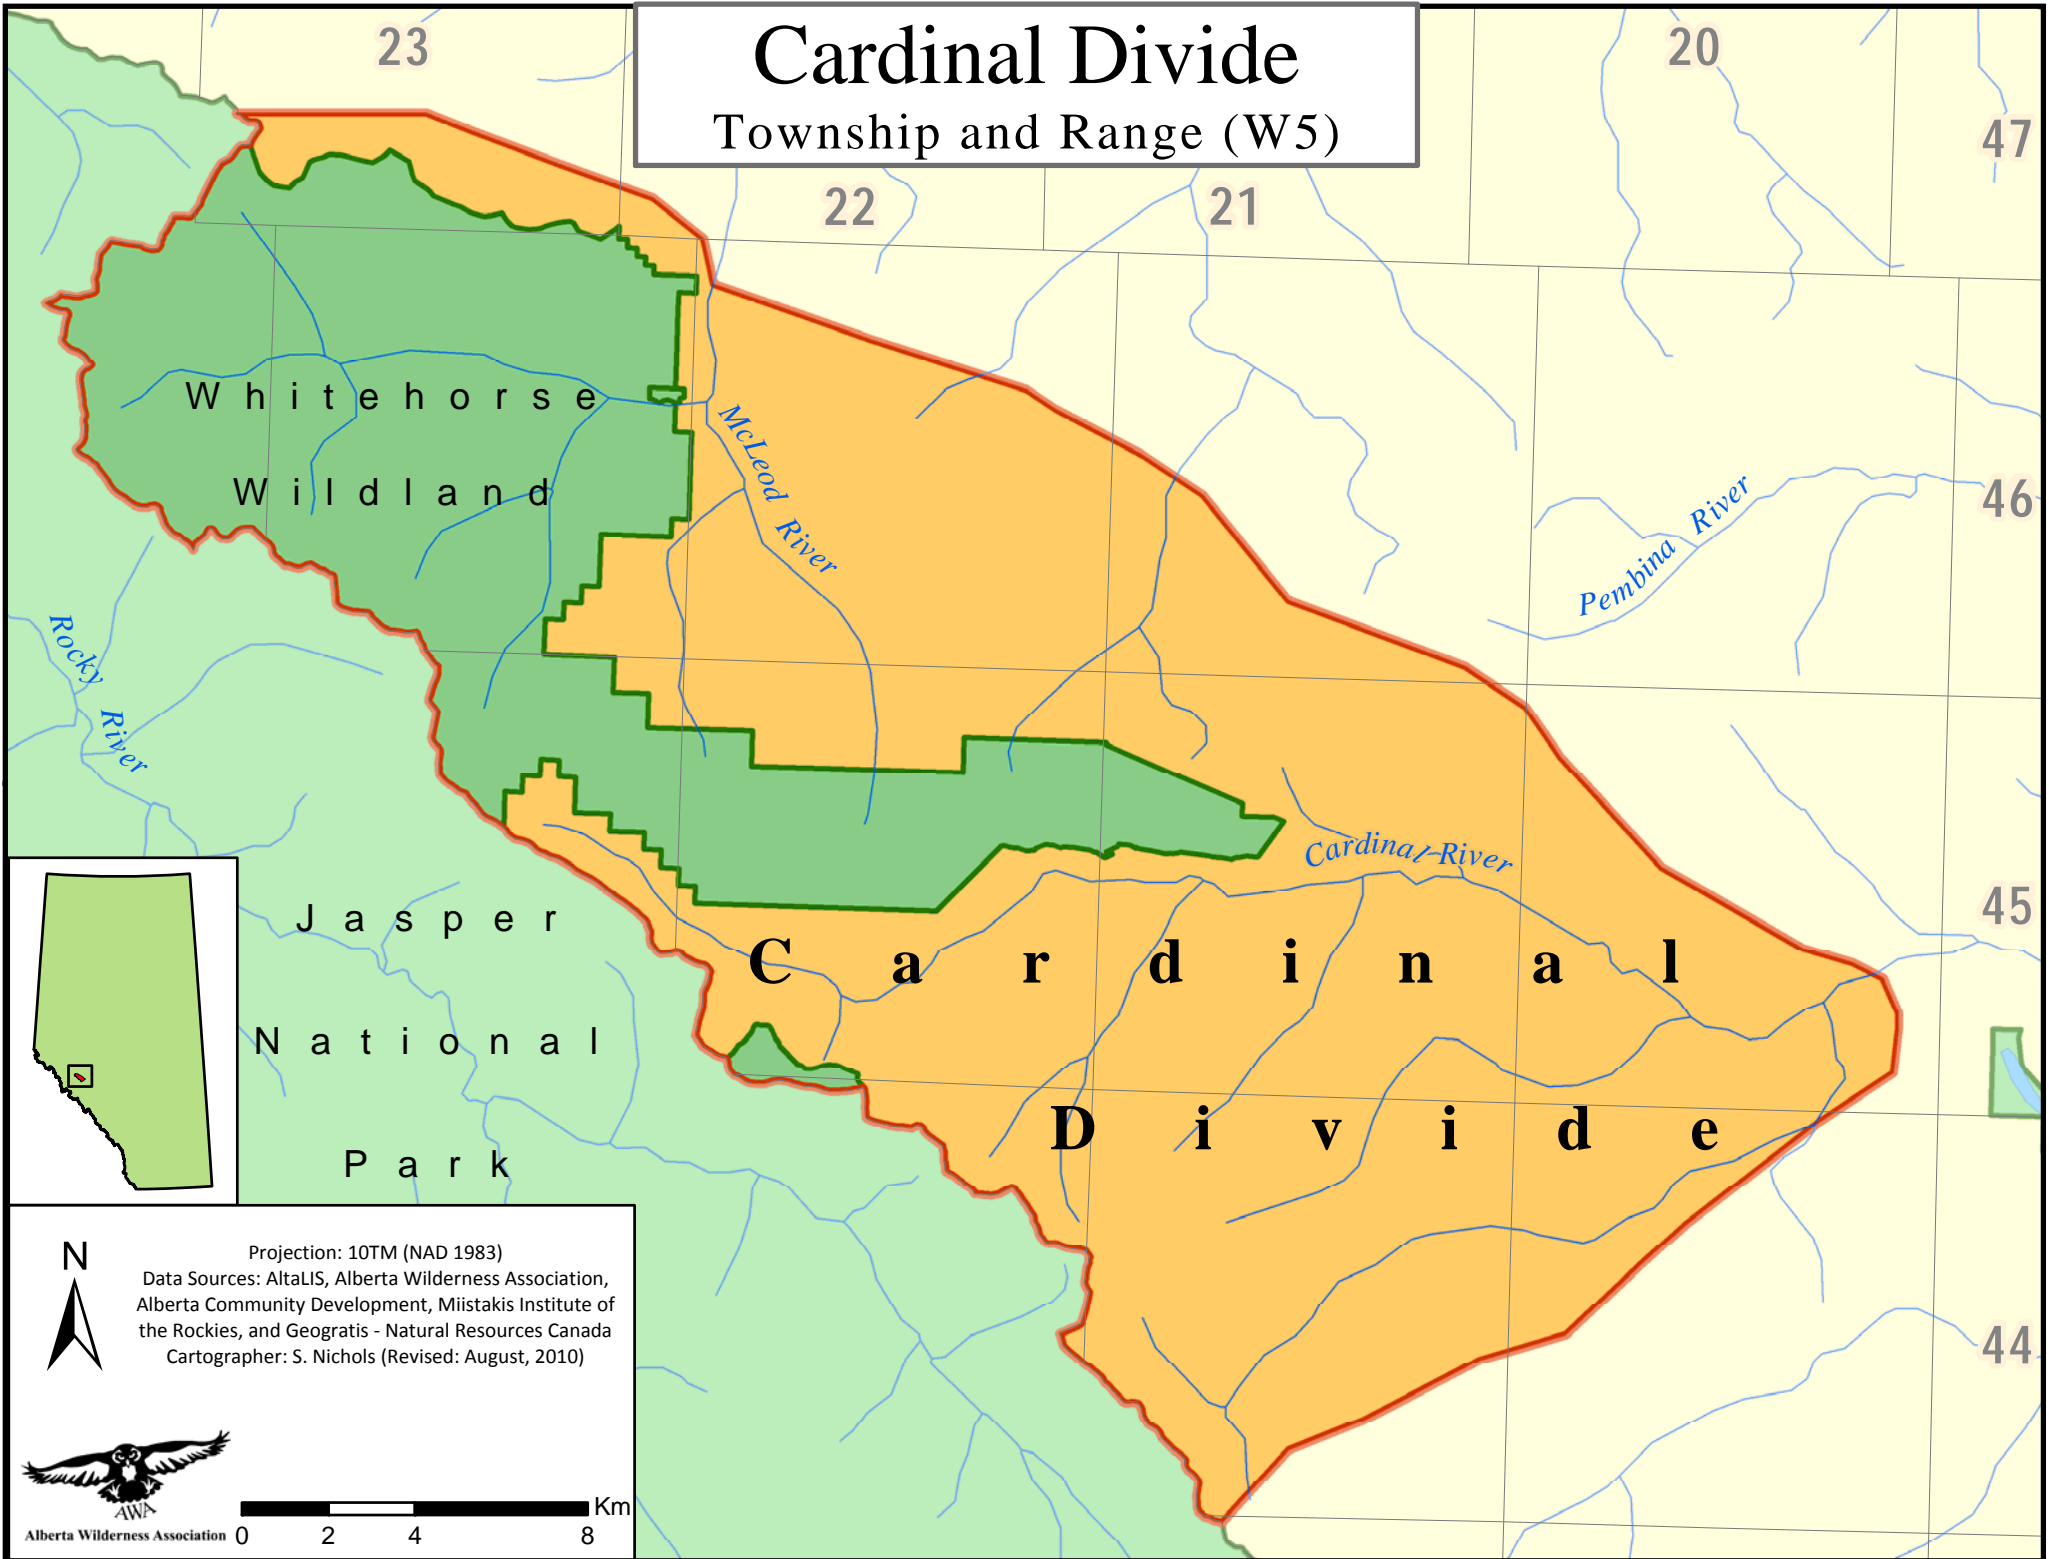 Cardinal Divide
Township and Range (W5)
23
20
47
22
21
Whitehorse
Wildland
McLeod River
46
Pembina River
Rocky River
Cardinal River
45
Jasper
National
Park
Cardinal
Divide
44
N
Projection: 10TM (NAD 1983)
Data Sources: AltaLIS, Alberta Wilderness Association,
Alberta Community Development, Miistakis Institute of
the Rockies, and Geogratis - Natural Resources Canada
Cartographer: S. Nichols (Revised: August, 2010)
AWA
Alberta Wilderness Association
Km
0 2 4 8